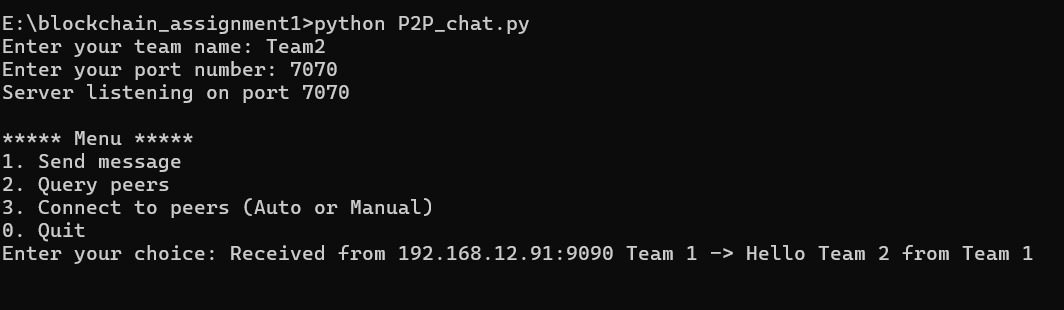 E:\blockchain_assignment1>python P2P_chat.py
Enter your team name: Team2
Enter your port number: 7070
Server listening on port 7070
***** Menu *****
1. Send message
2. Query peers
3. Connect to peers (Auto or Manual)
0. Quit
Enter your choice: Received from 192.168.12.91:9090 Team 1 -> Hello Team 2 from Team 1